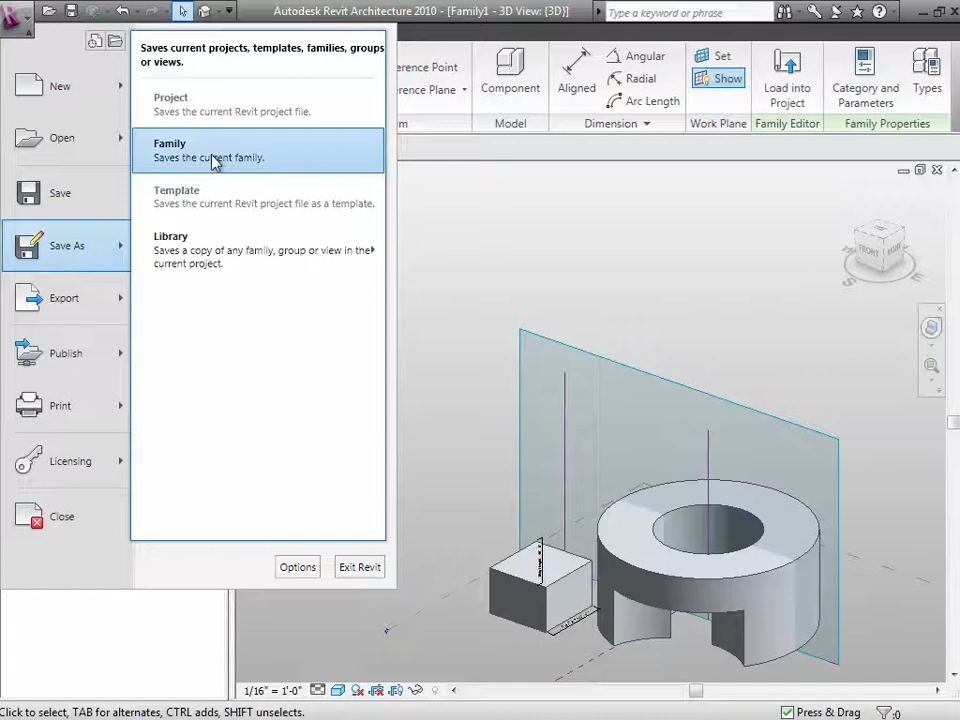 Autodesk Revit Architecture 2010 - [Family1 - 3D View: {3D}]
Type a keyword or phrase
Saves current projects, templates, families, groups
or views.
New
Project
Saves the current Revit project file.
Open
Family
Saves the current family.
Save
Template
Saves the current Revit project file as a template.
Save As
Library
Saves a copy of any family, group or view in the
current project.
Export
Publish
Print
Licensing
Close
Options
Exit Revit
erence Point
erence Plane
Component
Aligned
Angular
Radial
Arc Length
Set
Show
Load into
Project
Category and
Parameters
Types
m
Model
Dimension
Work Plane
Family Editor
Family Properties
FRONT
1/16" = 1'-0"
Click to select, TAB for alternates, CTRL adds, SHIFT unselects.
Press & Drag
:0